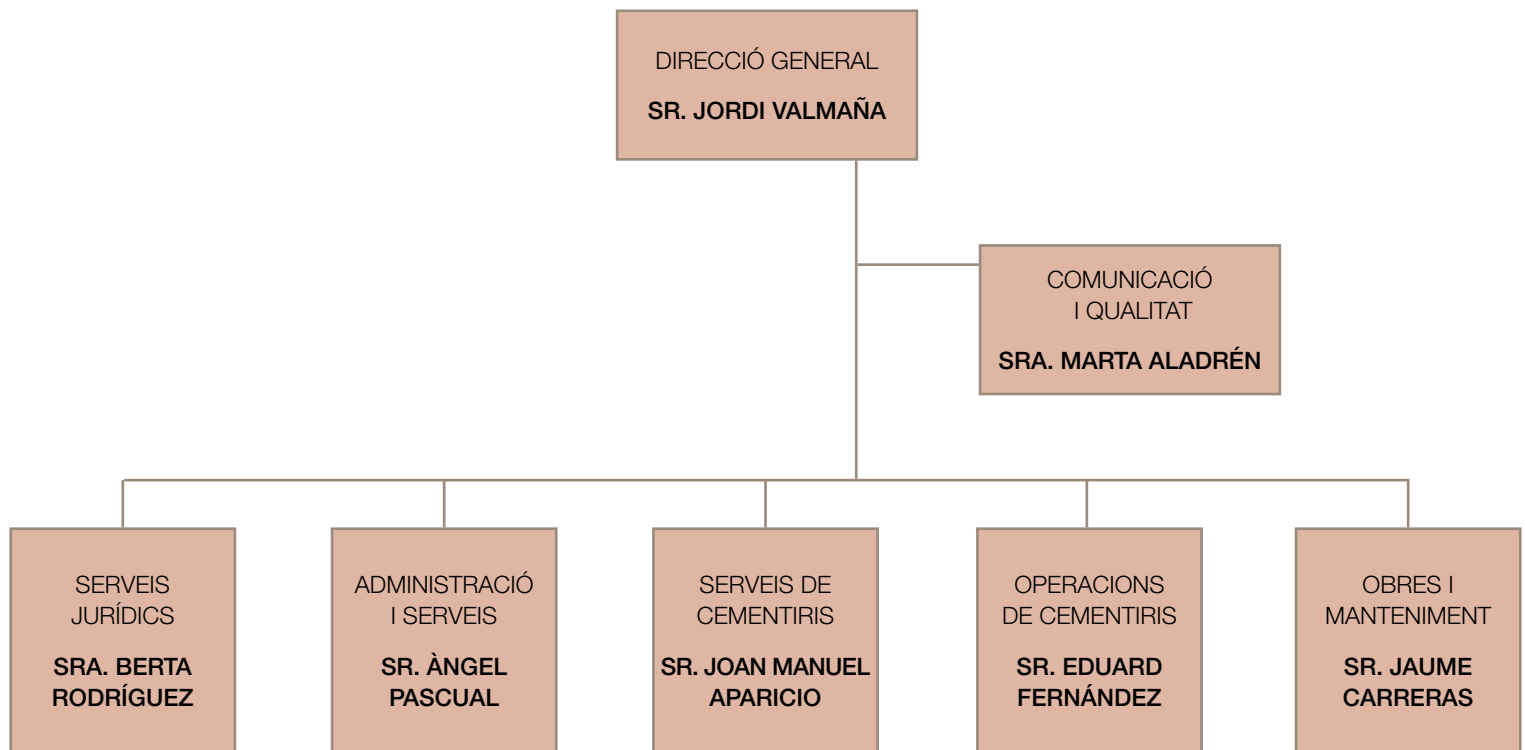 DIRECCIÓ GENERAL
SR. JORDI VALMAÑA
COMUNICACIÓ
I QUALITAT
SRA. MARTA ALADRÉN
SERVEIS
JURÍDICS
SRA. BERTA
RODRÍGUEZ
ADMINISTRACIÓ
I SERVEIS
SR. ÀNGEL
PASCUAL
SERVEIS DE
CEMENTIRIS
SR. JOAN MANUEL
APARICIO
OPERACIONS
DE CEMENTIRIS
SR. EDUARD
FERNÁNDEZ
OBRES I
MANTENIMENT
SR. JAUME
CARRERAS